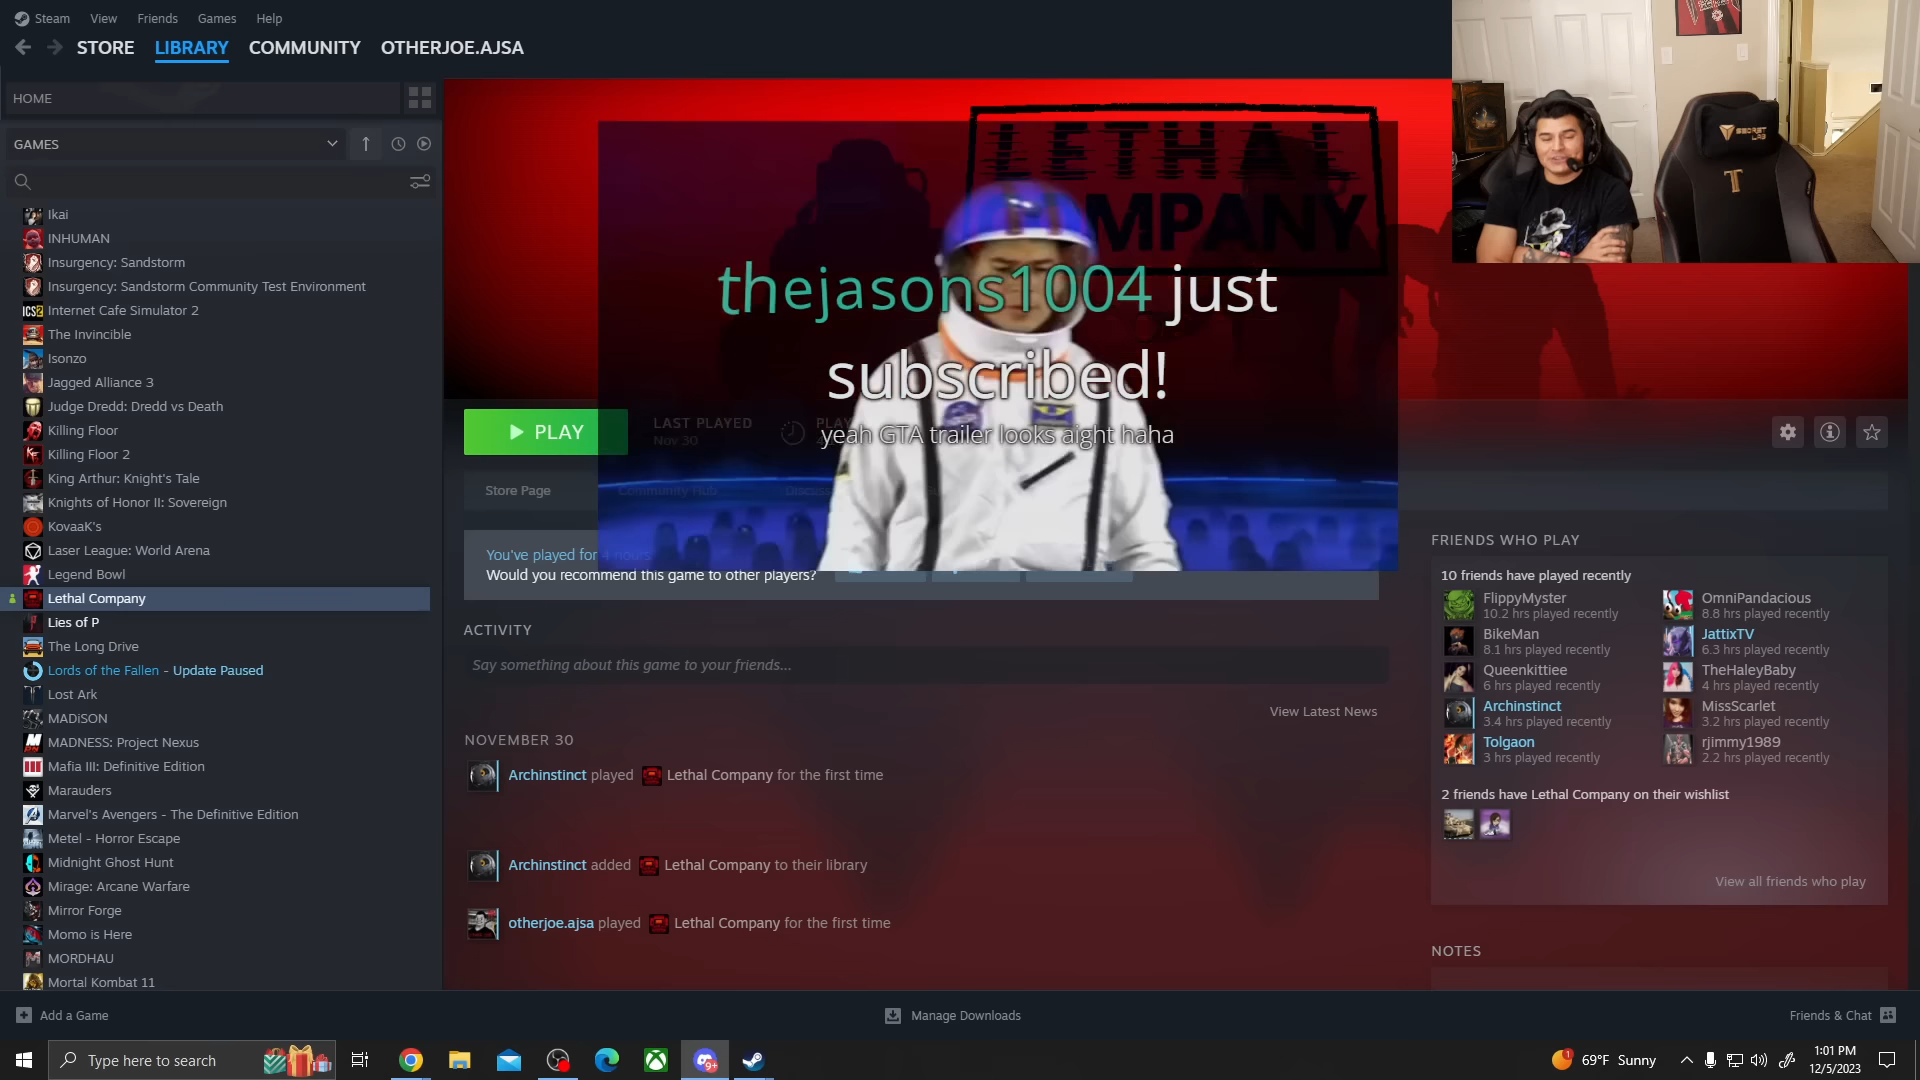 Steam View Friends Games Help
STORE LIBRARY COMMUNITY OTHERJOE.AJSA
HOME
GAMES
Ikai
INHUMAN
Insurgency: Sandstorm
Insurgency: Sandstorm Community Test Environment
Internet Cafe Simulator 2
The Invincible
Isonzo
Jagged Alliance 3
Judge Dredd: Dredd vs Death
Killing Floor
Killing Floor 2
King Arthur: Knight's Tale
Knights of Honor II: Sovereign
KovaaK's
Laser League: World Arena
Legend Bowl
Lethal Company
Lies of P
The Long Drive
Lords of the Fallen - Update Paused
Lost Ark
MADiSON
MADNESS: Project Nexus
Mafia III: Definitive Edition
Marauders
Marvel's Avengers - The Definitive Edition
Metel - Horror Escape
Midnight Ghost Hunt
Mirage: Arcane Warfare
Mirror Forge
Momo is Here
MORDHAU
Mortal Kombat 11
LETHAL
COMPANY
thejasons1004 just
subscribed!
yeah GTA trailer looks aight haha
SECRET
LAB
PLAY
LAST PLAYED
Nov 30
Store Page
Community Hub
You've played for 4 hours
Would you recommend this game to other players?
ACTIVITY
Say something about this game to your friends...
View Latest News
NOVEMBER 30
Archinstinct played Lethal Company for the first time
Archinstinct added Lethal Company to their library
otherjoe.ajsa played Lethal Company for the first time
FRIENDS WHO PLAY
10 friends have played recently
FlippyMyster
10.2 hrs played recently
OmniPandacious
8.8 hrs played recently
BikeMan
8.1 hrs played recently
JattixTV
6.3 hrs played recently
Queenkittiee
6 hrs played recently
TheHaleyBaby
4 hrs played recently
Archinstinct
3.4 hrs played recently
MissScarlet
3.2 hrs played recently
Tolgaon
3 hrs played recently
rjimmy1989
2.2 hrs played recently
2 friends have Lethal Company on their wishlist
View all friends who play
NOTES
Add a Game
Manage Downloads
Friends & Chat
Type here to search
9+
69°F Sunny
1:01 PM
12/5/2023